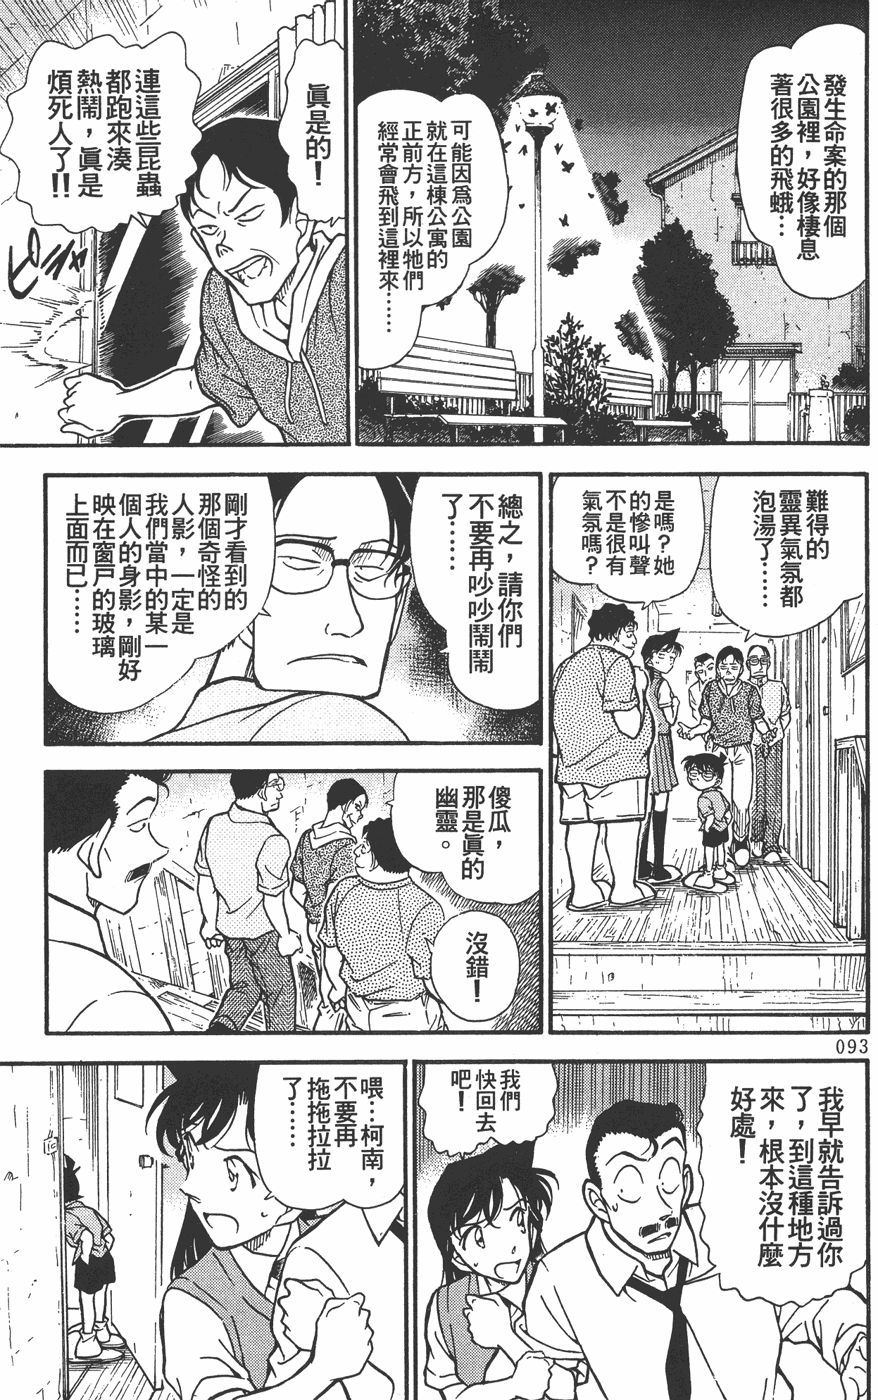 發生命案的那個
公園裡，好像棲息
著很多的飛蛾…
可能因爲公園
就在這棟公寓的
正前方，所以牠們
經常會飛到這裡來……
眞是的！
連這些昆蟲
都跑來湊
熱鬧，眞是
煩死人了!!
ピシャ
難得的
靈異氣氛都
泡湯了……
是嗎？她
的慘叫聲
不是很有
氣氛嗎？
總之，請你們
不要再吵吵鬧鬧
了……
剛才看到的
那個奇怪的
人影，一定是
我們當中的某一
個人的身影，剛好
映在窗戶的玻璃
上面而已……
傻瓜，
那是眞的
幽靈。
沒錯！
093
我早就告訴過你
了，到這種地方
來，根本沒什麼
好處！
我們
快回去
吧！
喂…柯南，
不要再
拖拖拉拉
了……